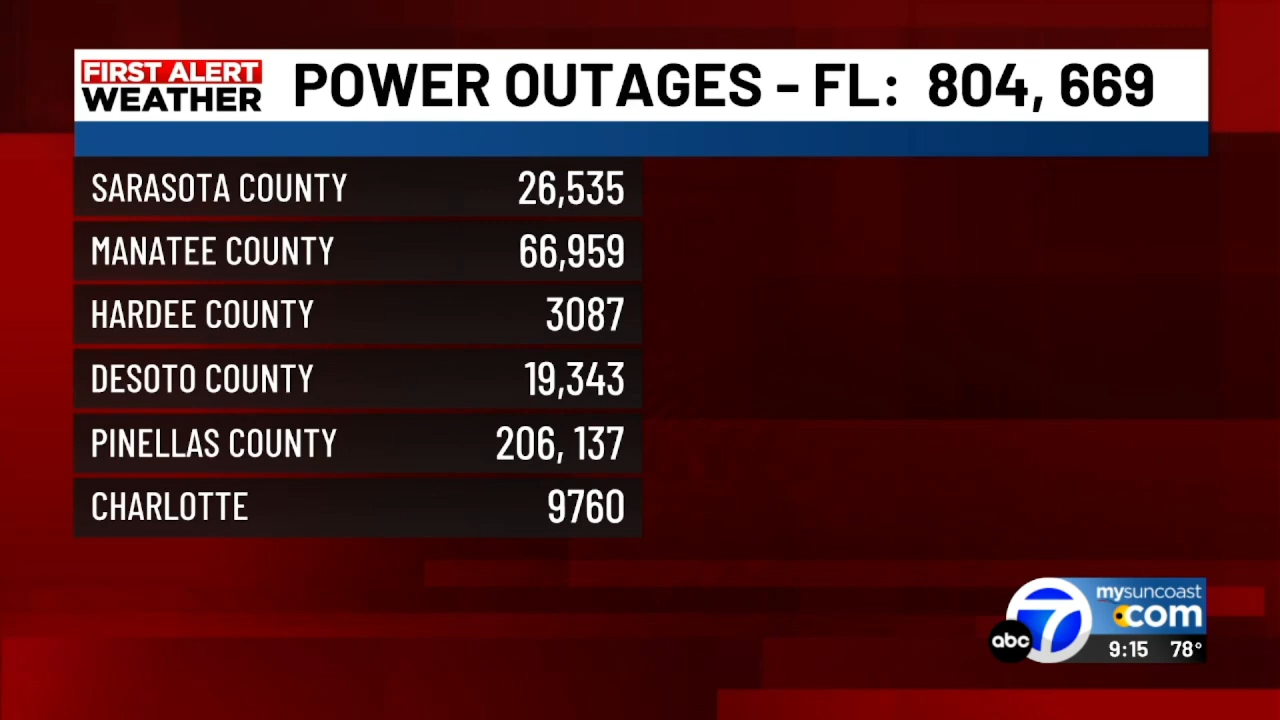 FIRST ALERT
WEATHER
POWER OUTAGES - FL: 804, 669
SARASOTA COUNTY 26,535
MANATEE COUNTY 66,959
HARDEE COUNTY 3087
DESOTO COUNTY 19,343
PINELLAS COUNTY 206, 137
CHARLOTTE 9760
abc 7
mysuncoast
.com
9:15 78°